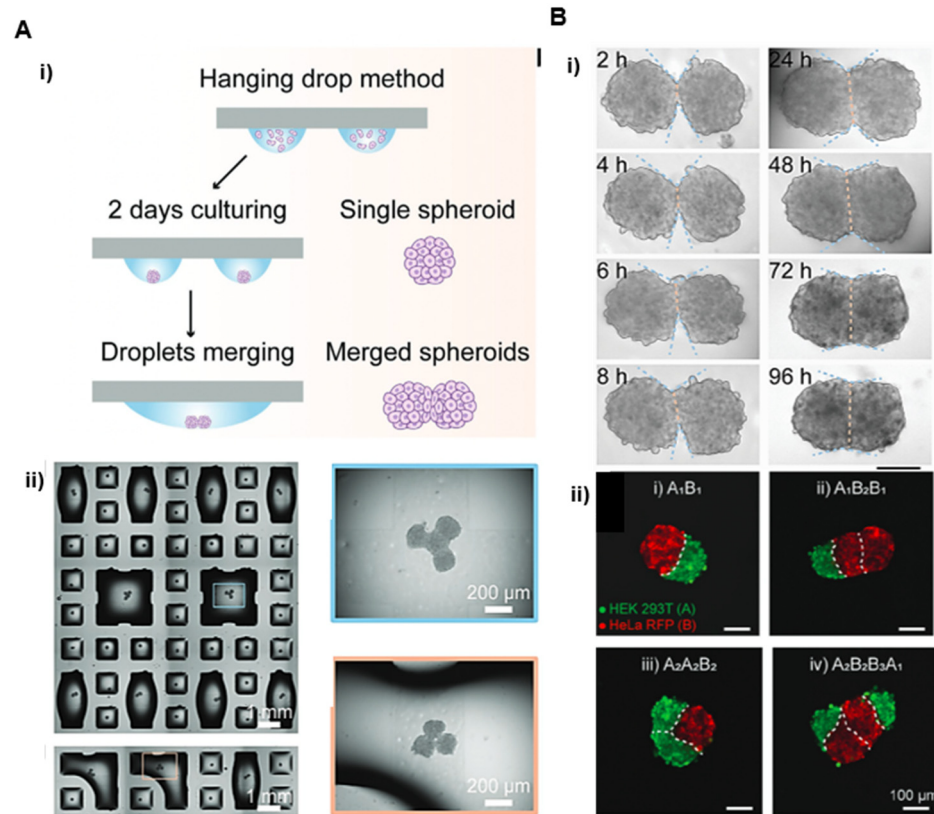 A
i)
Hanging drop method
2 days culturing
Single spheroid
Droplets merging
Merged spheroids
ii)
1 mm
1 mm
200 µm
200 µm
B
i)
2 h
24 h
4 h
48 h
6 h
72 h
8 h
96 h
ii)
i) A₁B₁
HEK 293T (A)
HeLa RFP (B)
ii) A₁B₂B₁
iii) A₂A₂B₂
iv) A₂B₂B₃A₁
100 µm